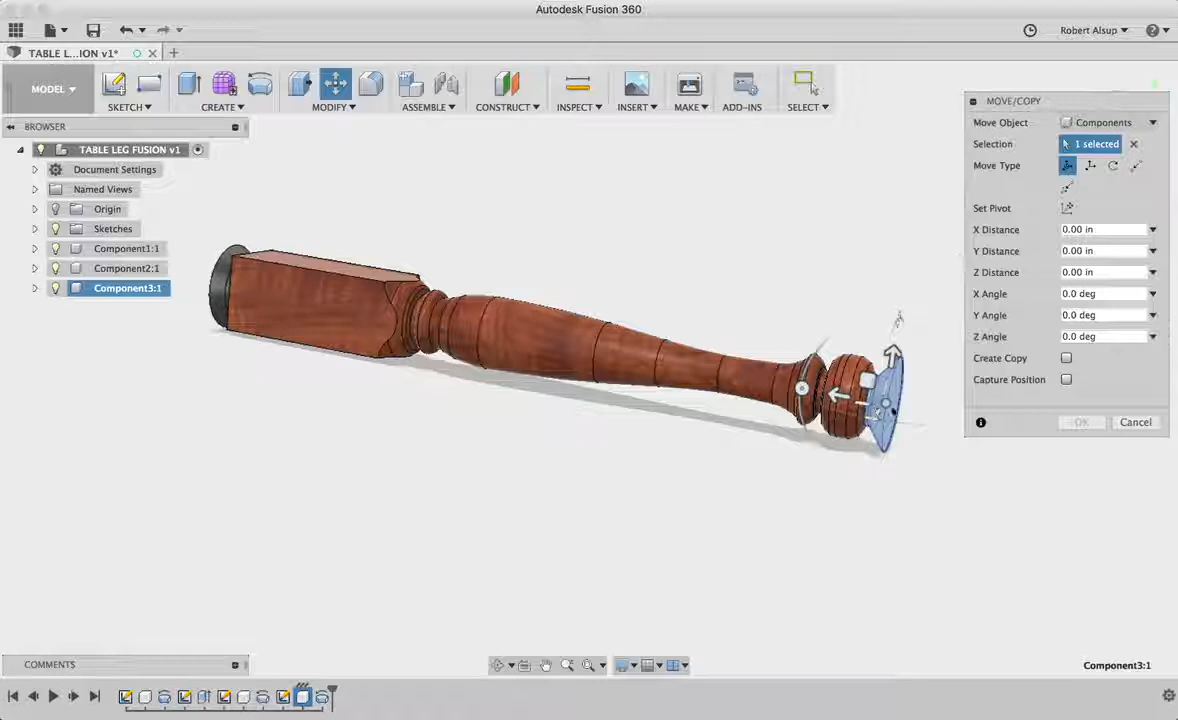 Autodesk Fusion 360
Robert Alsup
TABLE L...ION v1*
MODEL
SKETCH
CREATE
MODIFY
ASSEMBLE
CONSTRUCT
INSPECT
INSERT
MAKE
ADD-INS
SELECT
BROWSER
TABLE LEG FUSION v1
Document Settings
Named Views
Origin
Sketches
Component1:1
Component2:1
Component3:1
MOVE/COPY
Move Object Components
Selection 1 selected
Move Type
Set Pivot
X Distance 0.00 in
Y Distance 0.00 in
Z Distance 0.00 in
X Angle 0.0 deg
Y Angle 0.0 deg
Z Angle 0.0 deg
Create Copy
Capture Position
OK Cancel
COMMENTS
Component3:1